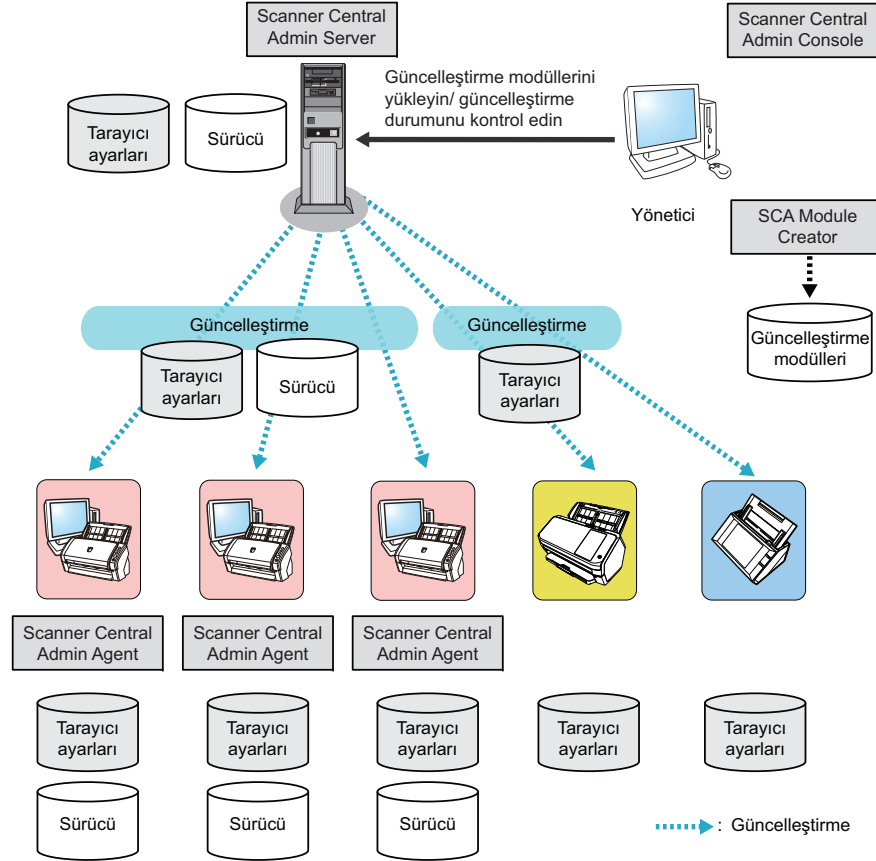 Scanner Central
Admin Server
Scanner Central
Admin Console
Güncelleştirme modüllerini
yükleyin/ güncelleştirme
durumunu kontrol edin
Tarayıcı
ayarları
Sürücü
Yönetici
SCA Module
Creator
Güncelleştirme
modülleri
Güncelleştirme
Güncelleştirme
Tarayıcı
ayarları
Sürücü
Tarayıcı
ayarları
Scanner Central
Admin Agent
Scanner Central
Admin Agent
Scanner Central
Admin Agent
Tarayıcı
ayarları
Tarayıcı
ayarları
Tarayıcı
ayarları
Tarayıcı
ayarları
Tarayıcı
ayarları
Sürücü
Sürücü
Sürücü
: Güncelleştirme